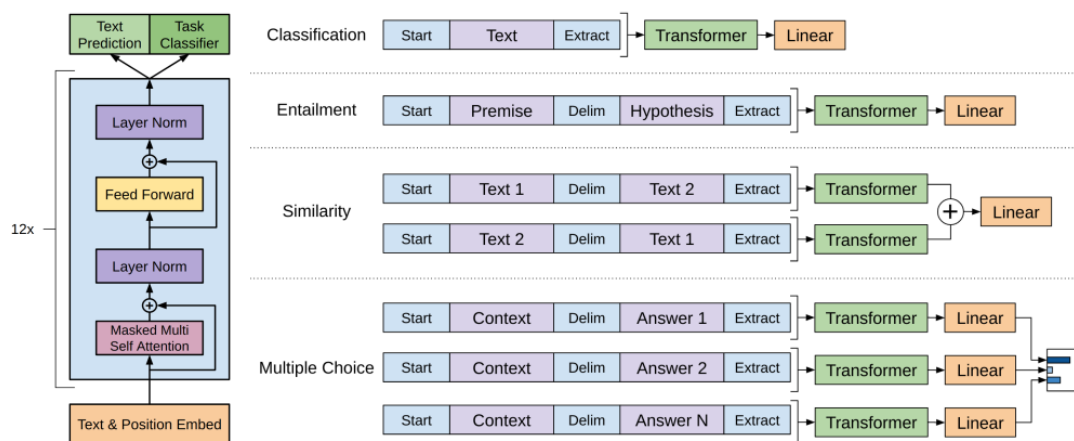 Text
Prediction
Task
Classifier
12x
Layer Norm
Feed Forward
Layer Norm
Masked Multi
Self Attention
Text & Position Embed
Classification
Start Text Extract Transformer Linear
Entailment
Start Premise Delim Hypothesis Extract Transformer Linear
Similarity
Start Text 1 Delim Text 2 Extract Transformer
Start Text 2 Delim Text 1 Extract Transformer
Linear
Multiple Choice
Start Context Delim Answer 1 Extract Transformer Linear
Start Context Delim Answer 2 Extract Transformer Linear
Start Context Delim Answer N Extract Transformer Linear